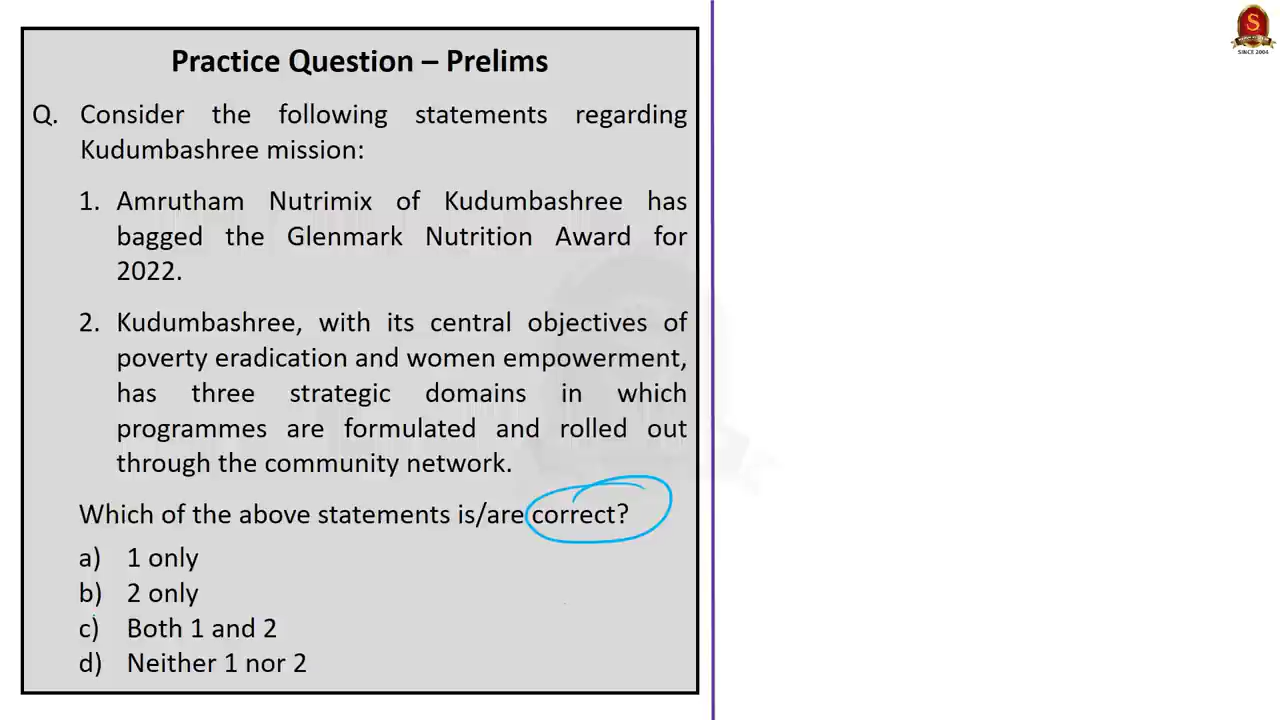 Practice Question – Prelims
Q. Consider the following statements regarding
Kudumbashree mission:
1. Amrutham Nutrimix of Kudumbashree has
bagged the Glenmark Nutrition Award for
2022.
2. Kudumbashree, with its central objectives of
poverty eradication and women empowerment,
has three strategic domains in which
programmes are formulated and rolled out
through the community network.
Which of the above statements is/are correct?
a) 1 only
b) 2 only
c) Both 1 and 2
d) Neither 1 nor 2
S
SINCE 2004